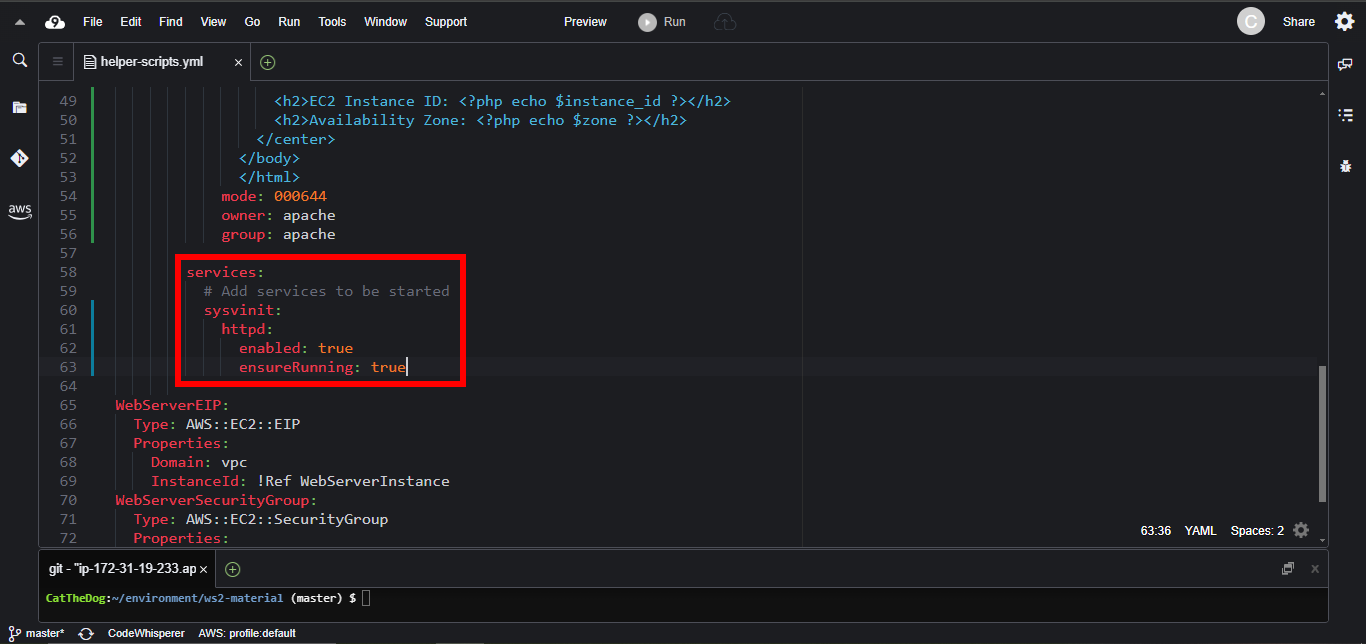 File Edit Find View Go Run Tools Window Support Preview Run C Share
helper-scripts.yml ×
49 <h2>EC2 Instance ID: <?php echo $instance_id ?></h2>
50 <h2>Availability Zone: <?php echo $zone ?></h2>
51 </center>
52 </body>
53 </html>
54 mode: 000644
55 owner: apache
56 group: apache
57
58 services:
59 # Add services to be started
60 sysvinit:
61 httpd:
62 enabled: true
63 ensureRunning: true
64
65 WebServerEIP:
66 Type: AWS::EC2::EIP
67 Properties:
68 Domain: vpc
69 InstanceId: !Ref WebServerInstance
70 WebServerSecurityGroup:
71 Type: AWS::EC2::SecurityGroup
72 Properties:
aws
63:36 YAML Spaces: 2
git - "ip-172-31-19-233.ap ×
CatTheDog:~/environment/ws2-material (master) $
master* CodeWhisperer AWS: profile:default